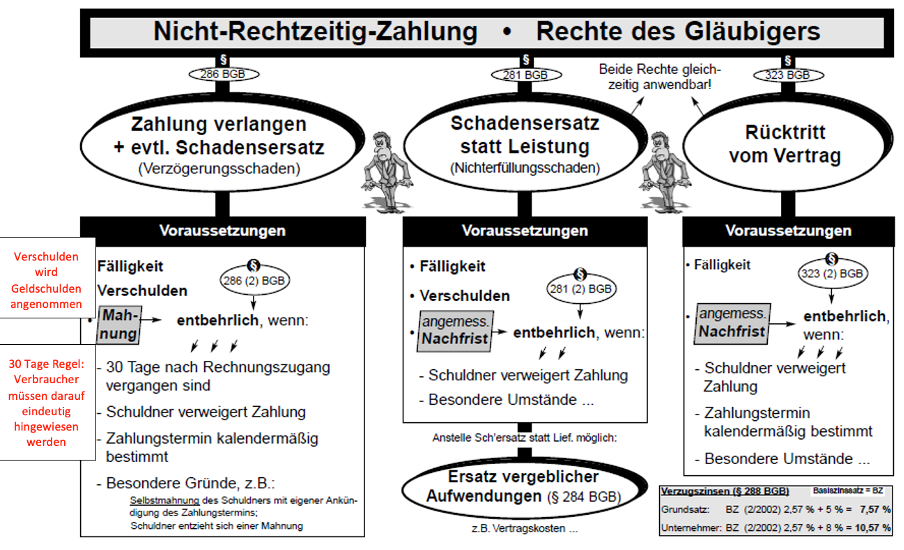 Nicht-Rechtzeitig-Zahlung • Rechte des Gläubigers
§
286 BGB
Zahlung verlangen
+ evtl. Schadensersatz
(Verzögerungsschaden)
§
281 BGB
Schadensersatz
statt Leistung
(Nichterfüllungsschaden)
Beide Rechte gleich-
zeitig anwendbar!
§
323 BGB
Rücktritt
vom Vertrag
Voraussetzungen
Verschulden
wird
Geldschulden
angenommen
Fälligkeit
Verschulden
§
286 (2) BGB
• Mah-
nung
entbehrlich, wenn:
30 Tage Regel:
Verbraucher
müssen darauf
eindeutig
hingewiesen
werden
- 30 Tage nach Rechnungszugang
vergangen sind
- Schuldner verweigert Zahlung
- Zahlungstermin kalendermäßig
bestimmt
- Besondere Gründe, z.B.:
Selbstmahnung des Schuldners mit eigener Ankün-
digung des Zahlungstermins;
Schuldner entzieht sich einer Mahnung
Voraussetzungen
• Fälligkeit
• Verschulden
§
281 (2) BGB
• angemess.
Nachfrist
entbehrlich, wenn:
- Schuldner verweigert Zahlung
- Besondere Umstände ...
Anstelle Sch'ersatz statt Lief. möglich:
Ersatz vergeblicher
Aufwendungen (§ 284 BGB)
z.B. Vertragskosten ...
Voraussetzungen
• Fälligkeit
§
323 (2) BGB
• angemess.
Nachfrist
entbehrlich,
wenn:
- Schuldner verweigert
Zahlung
- Zahlungstermin
kalendermäßig bestimmt
- Besondere Umstände ...
Verzugszinsen (§ 288 BGB) Basiszinssatz = BZ
Grundsatz: BZ (2/2002) 2,57 % + 5 % = 7,57 %
Unternehmer: BZ (2/2002) 2,57 % + 8 % = 10,57 %